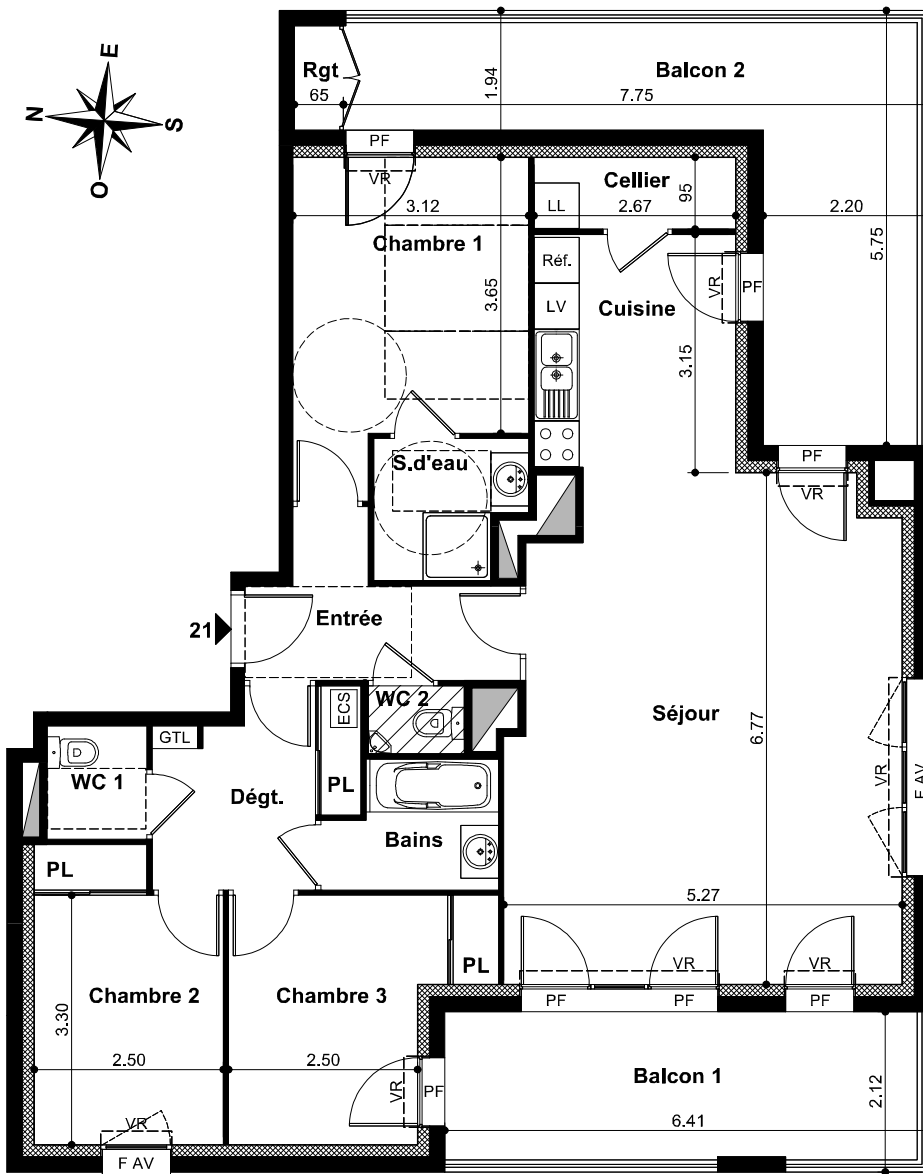 E
N
S
O
Rgt
65
1.94
Balcon 2
7.75
PF
VR
3.12
Chambre 1
3.65
Cellier
LL
2.67
95
2.20
5.75
Réf.
LV
Cuisine
VR
PF
3.15
S.d'eau
PF
VR
21
Entrée
WC 2
ECS
GTL
WC 1
Dégt.
PL
Bains
PL
Séjour
6.77
VR
F AV
5.27
Chambre 2
3.30
2.50
VR
F AV
Chambre 3
2.50
PL
VR
PF
PF
VR
PF
VR
PF
Balcon 1
6.41
2.12